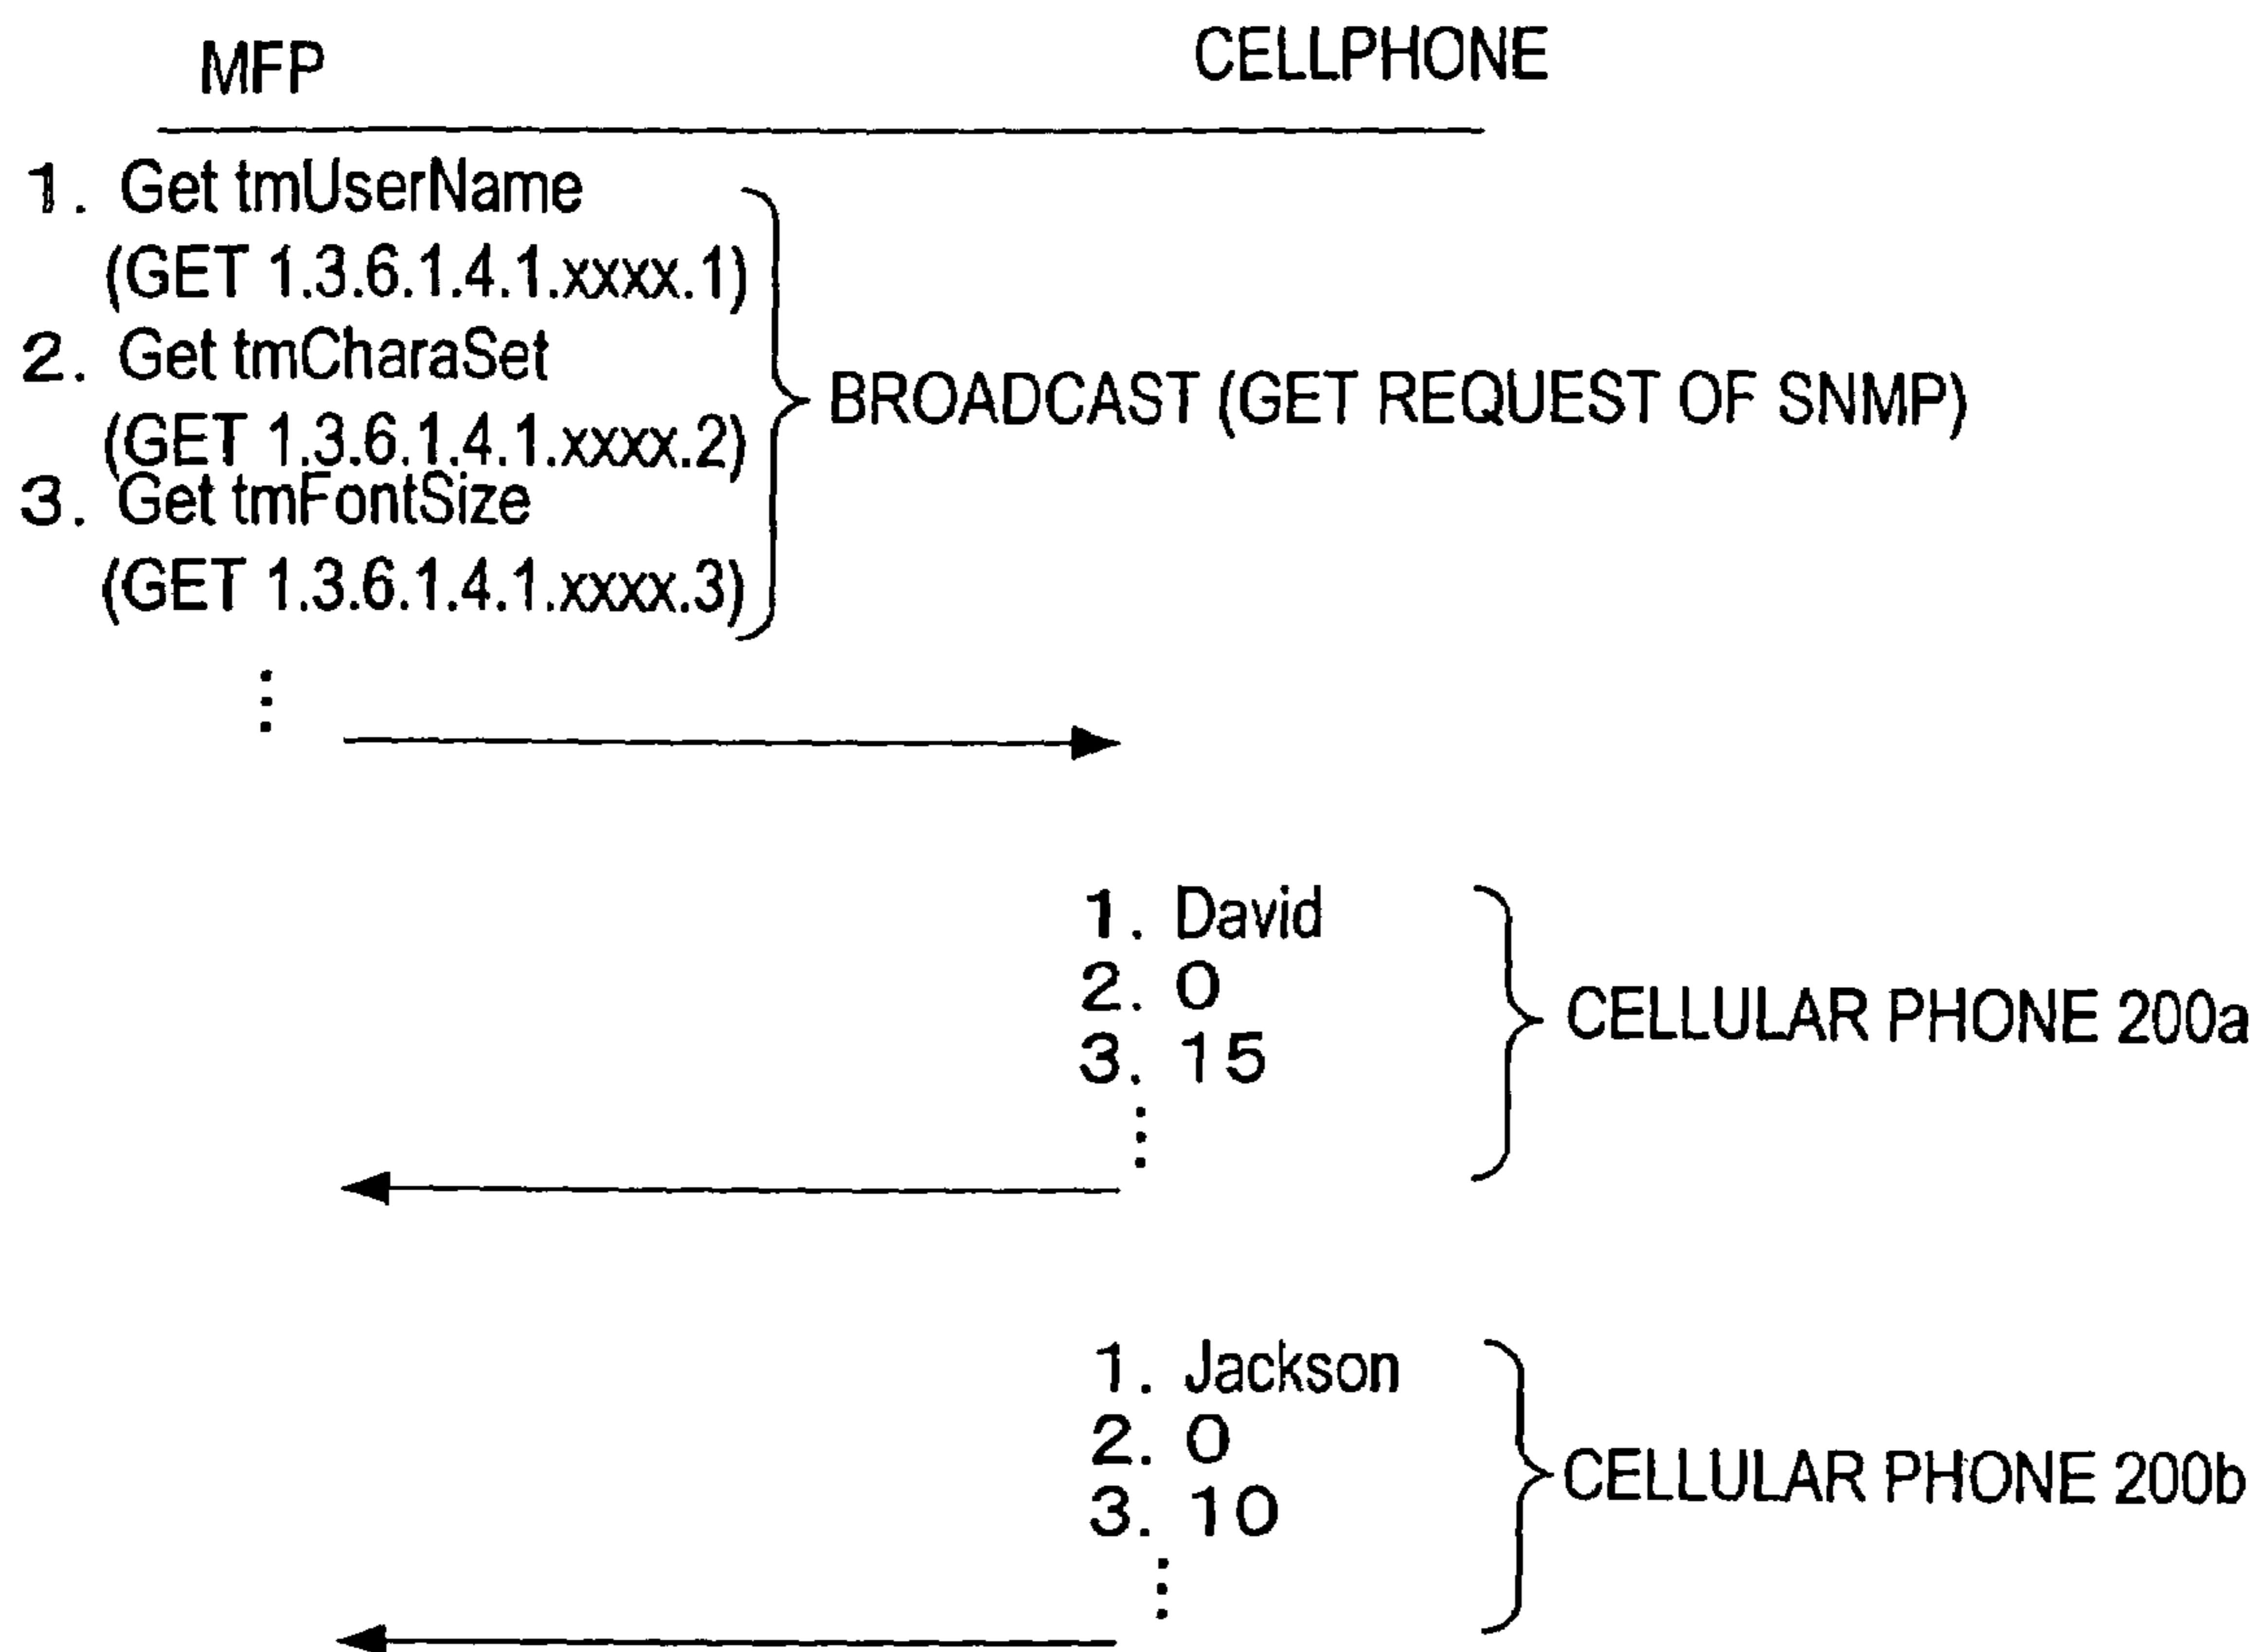 MFP CELLPHONE
1. Get tmUserName
(GET 1.3.6.1.4.1.xxxx.1)
2. Get tmCharaSet
(GET 1.3.6.1.4.1.xxxx.2)
3. Get tmFontSize
(GET 1.3.6.1.4.1.xxxx.3)
BROADCAST (GET REQUEST OF SNMP)
1. David
2. 0
3. 15
CELLULAR PHONE 200a
1. Jackson
2. 0
3. 10
CELLULAR PHONE 200b